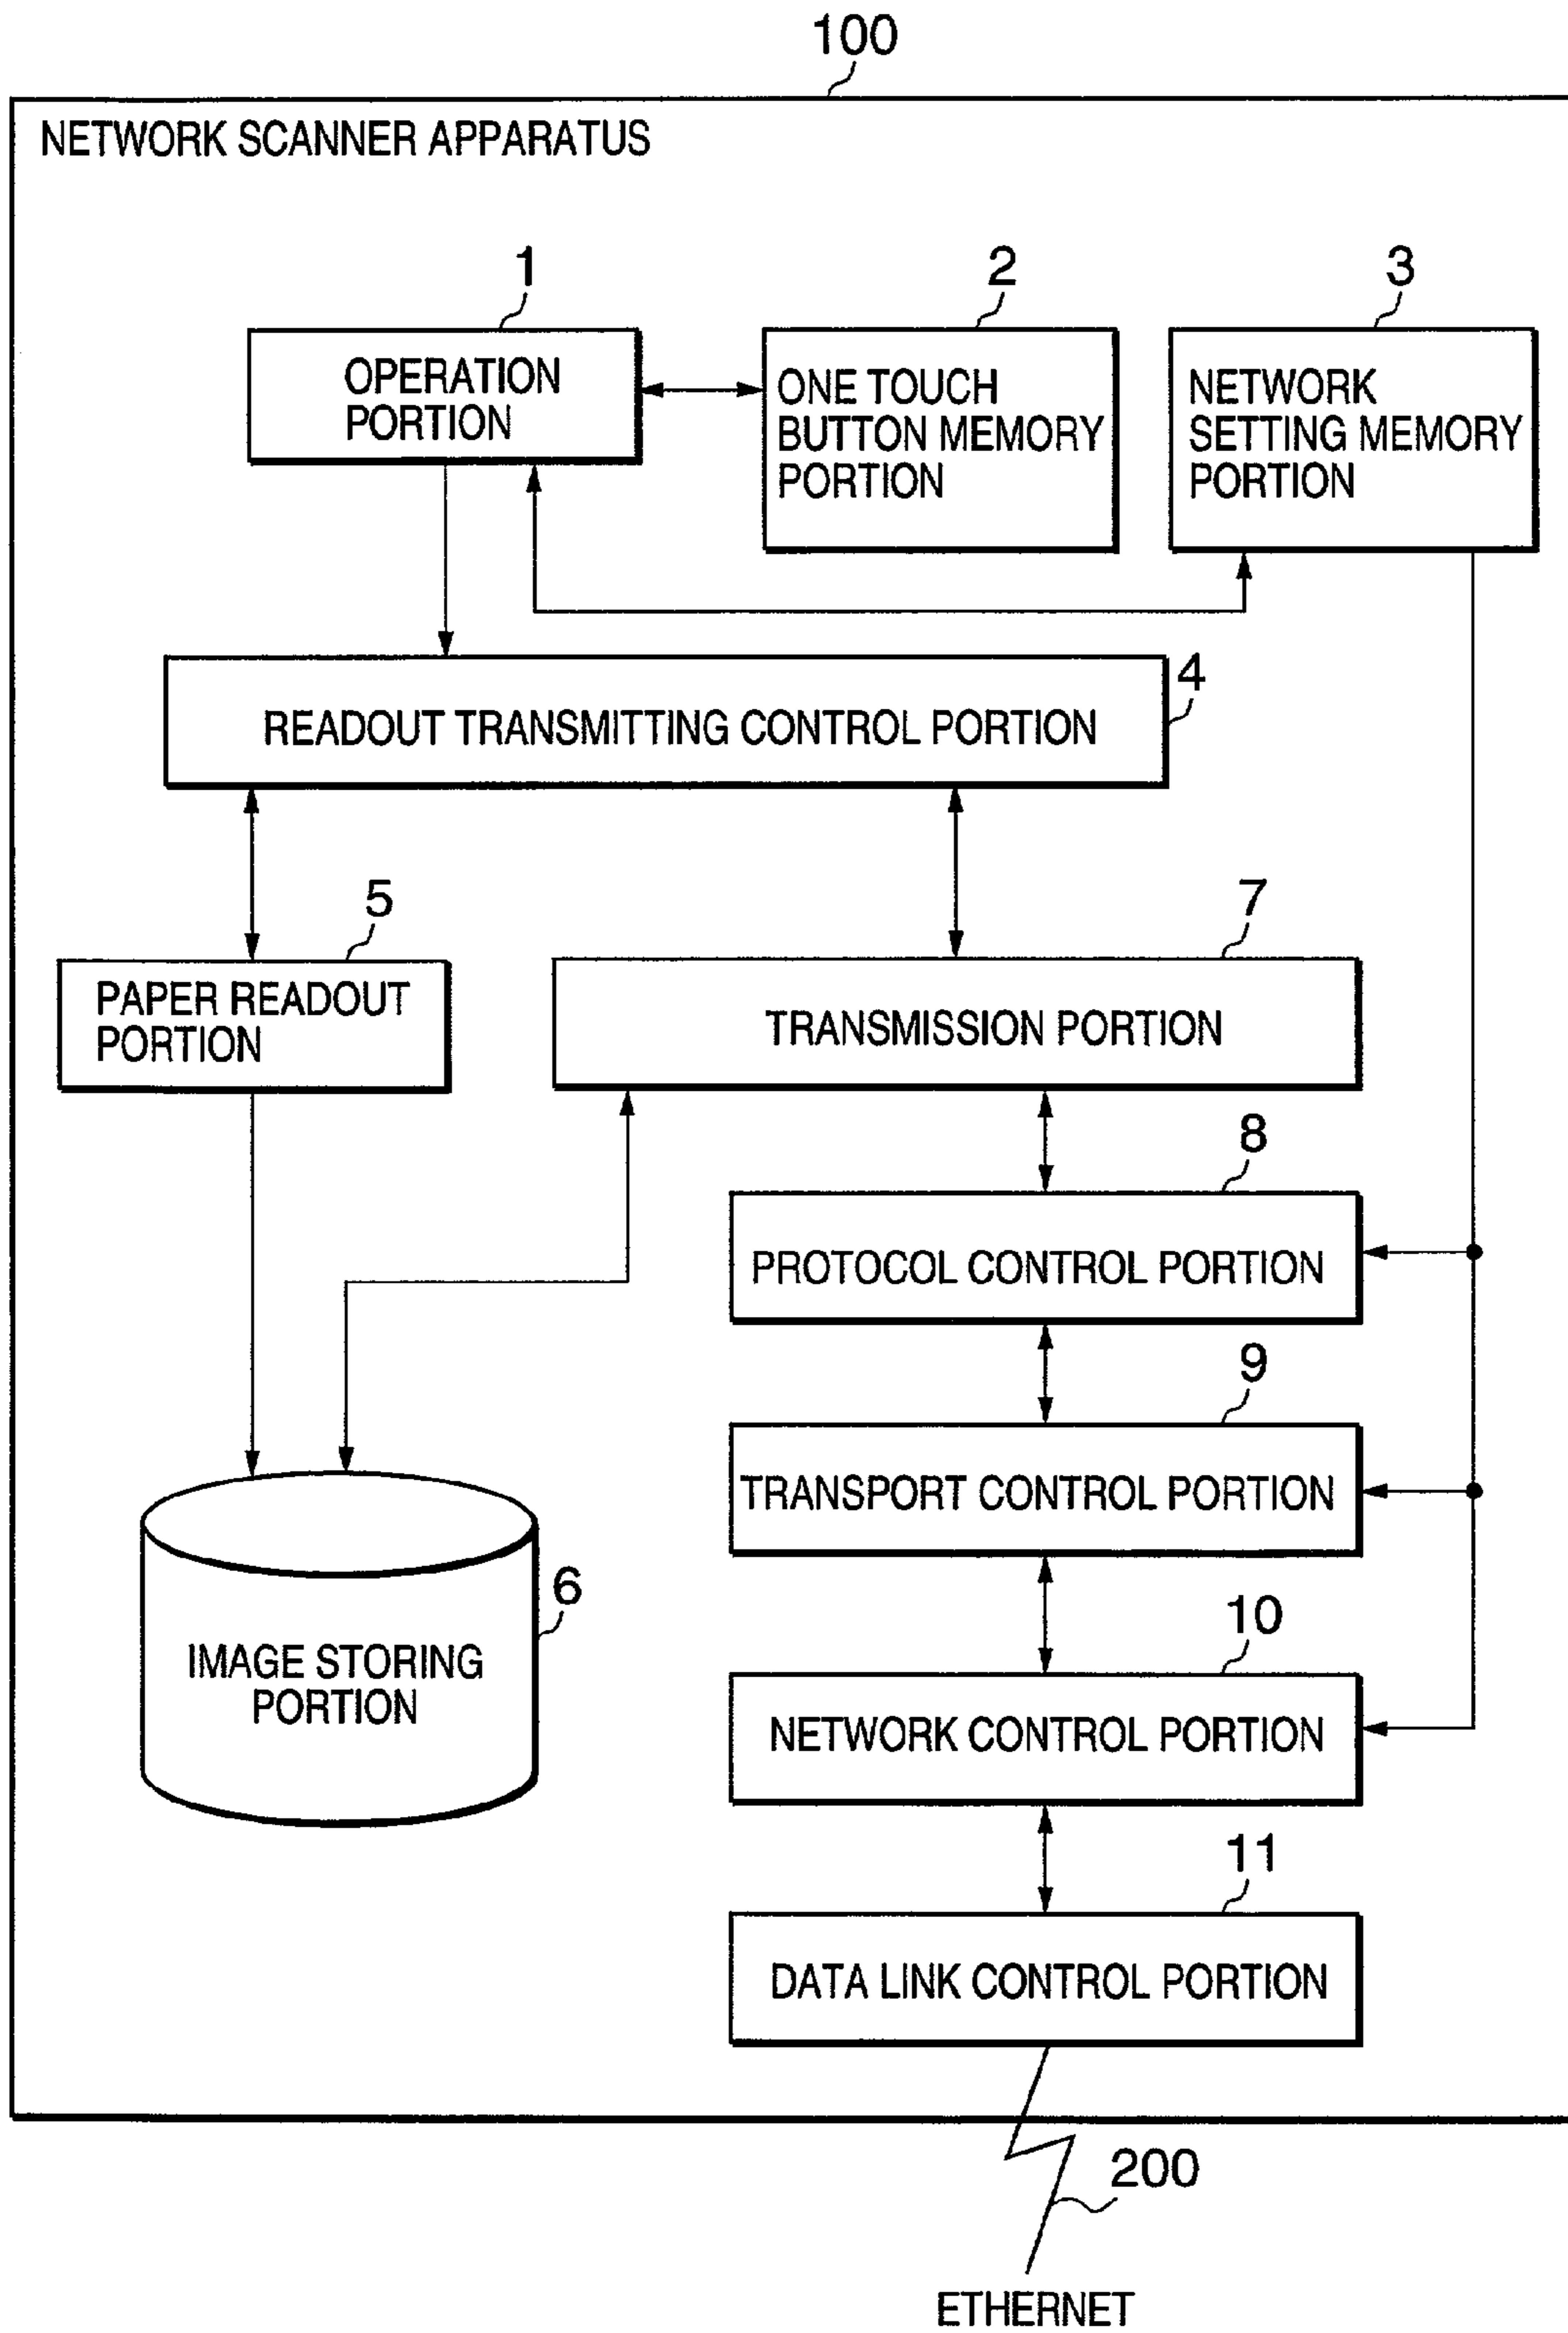 100
NETWORK SCANNER APPARATUS
1
OPERATION
PORTION
2
ONE TOUCH
BUTTON MEMORY
PORTION
3
NETWORK
SETTING MEMORY
PORTION
4
READOUT TRANSMITTING CONTROL PORTION
5
PAPER READOUT
PORTION
7
TRANSMISSION PORTION
8
PROTOCOL CONTROL PORTION
9
TRANSPORT CONTROL PORTION
6
IMAGE STORING
PORTION
10
NETWORK CONTROL PORTION
11
DATA LINK CONTROL PORTION
200
ETHERNET